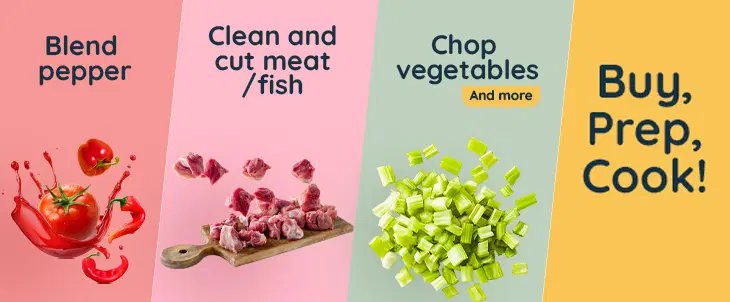 Blend
pepper
Clean and
cut meat
/fish
Chop
vegetables
And more
Buy,
Prep,
Cook!